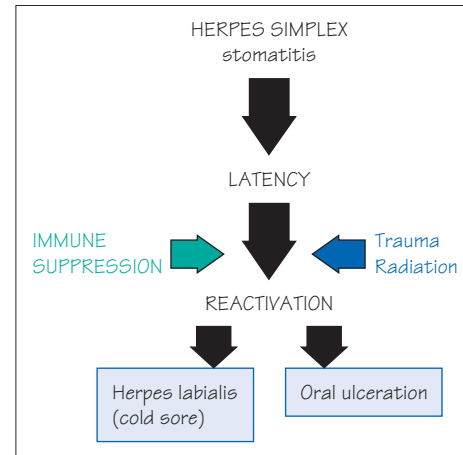 HERPES SIMPLEX
stomatitis
LATENCY
IMMUNE
SUPPRESSION
Trauma
Radiation
REACTIVATION
Herpes labialis
(cold sore)
Oral ulceration